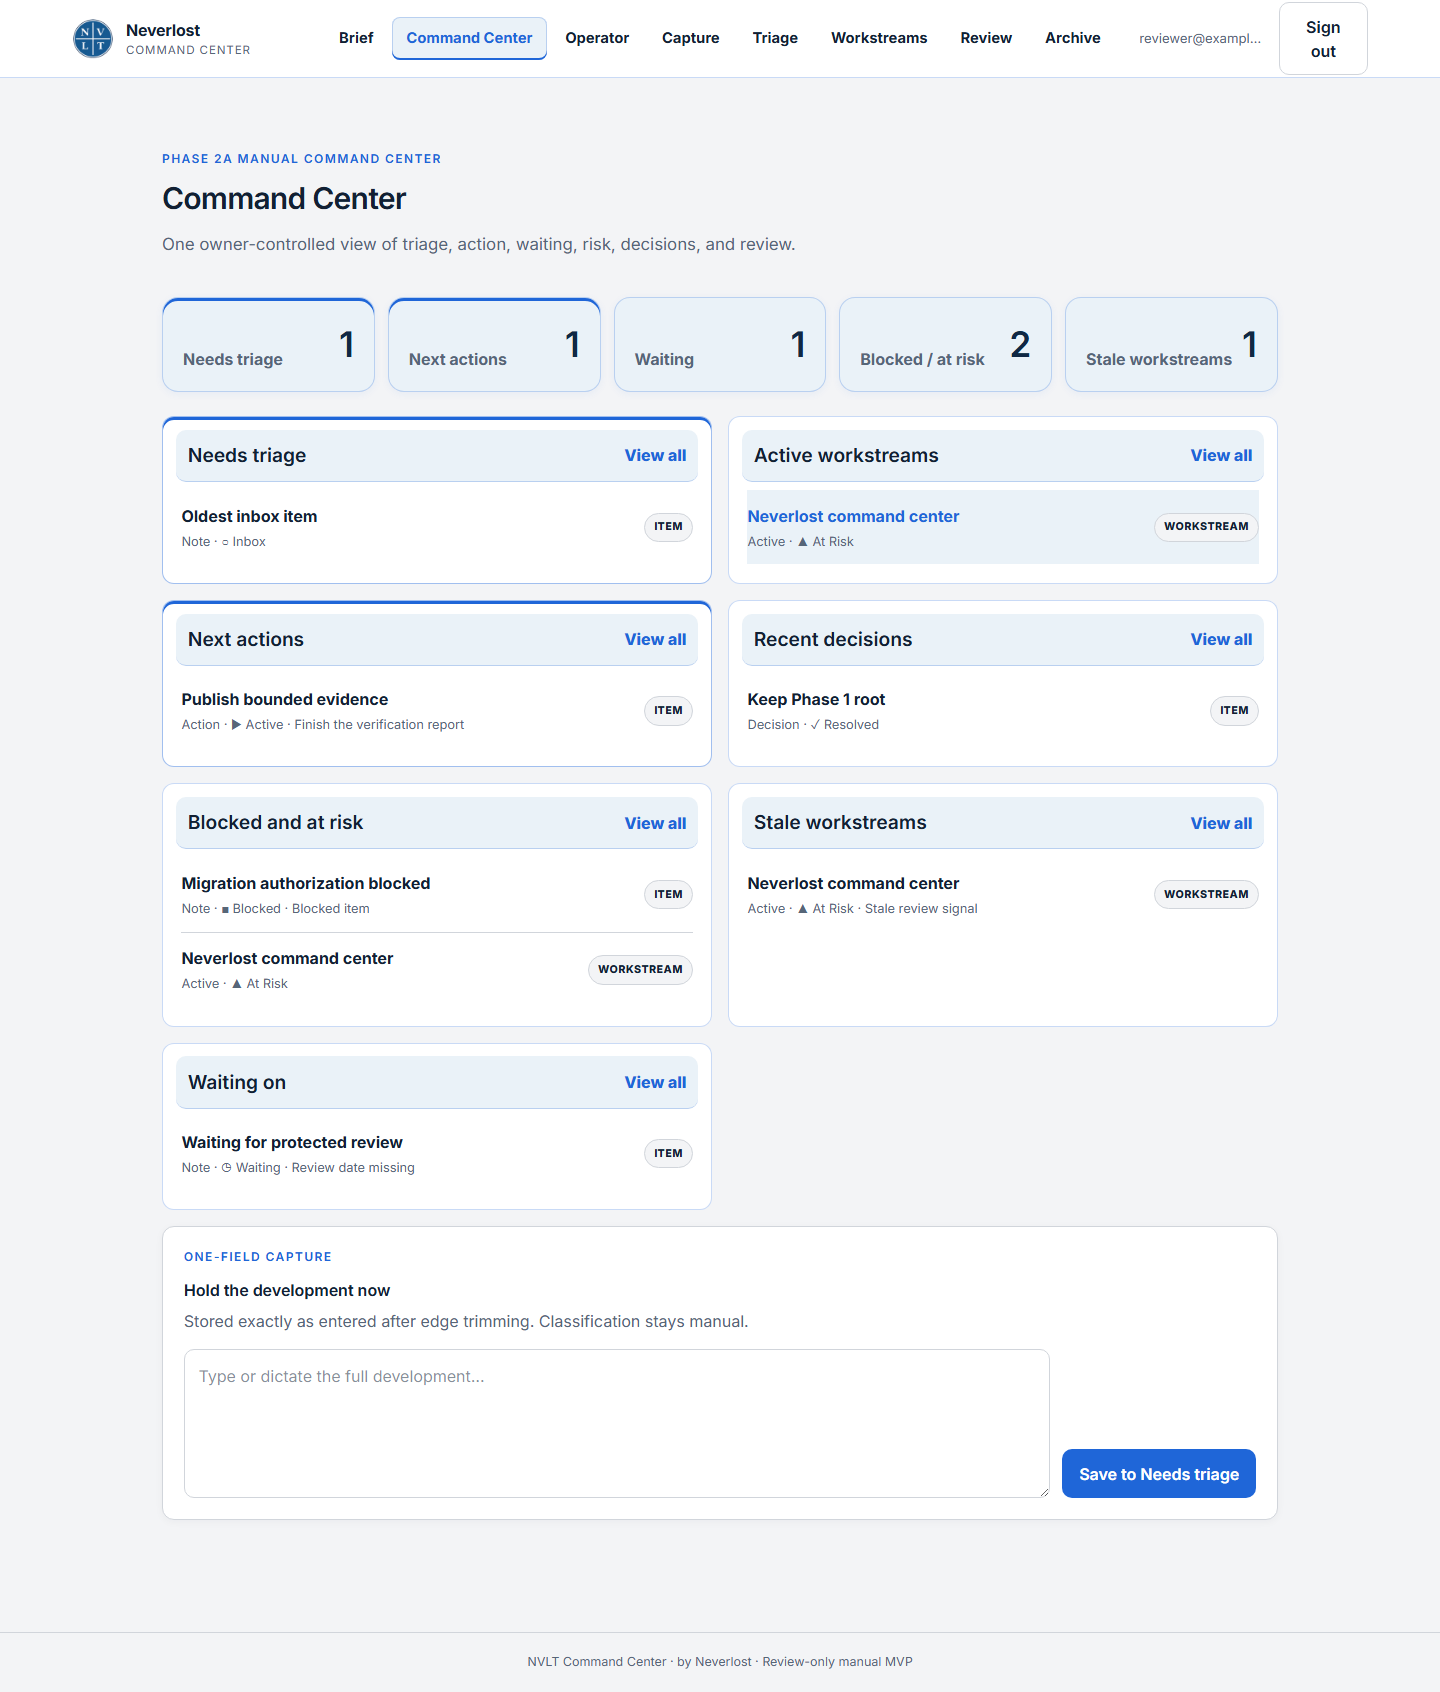 NVLT
Neverlost
COMMAND CENTER
Brief
Command Center
Operator
Capture
Triage
Workstreams
Review
Archive
reviewer@exampl...
Sign
out
PHASE 2A MANUAL COMMAND CENTER
Command Center
One owner-controlled view of triage, action, waiting, risk, decisions, and review.
Needs triage 1
Next actions 1
Waiting 1
Blocked / at risk 2
Stale workstreams 1
Needs triage View all
Oldest inbox item ITEM
Note · ○ Inbox
Active workstreams View all
Neverlost command center WORKSTREAM
Active · ▲ At Risk
Next actions View all
Publish bounded evidence ITEM
Action · ▶ Active · Finish the verification report
Recent decisions View all
Keep Phase 1 root ITEM
Decision · ✓ Resolved
Blocked and at risk View all
Migration authorization blocked ITEM
Note · ■ Blocked · Blocked item
Neverlost command center WORKSTREAM
Active · ▲ At Risk
Stale workstreams View all
Neverlost command center WORKSTREAM
Active · ▲ At Risk · Stale review signal
Waiting on View all
Waiting for protected review ITEM
Note · ◷ Waiting · Review date missing
ONE-FIELD CAPTURE
Hold the development now
Stored exactly as entered after edge trimming. Classification stays manual.
Type or dictate the full development...
Save to Needs triage
NVLT Command Center · by Neverlost · Review-only manual MVP